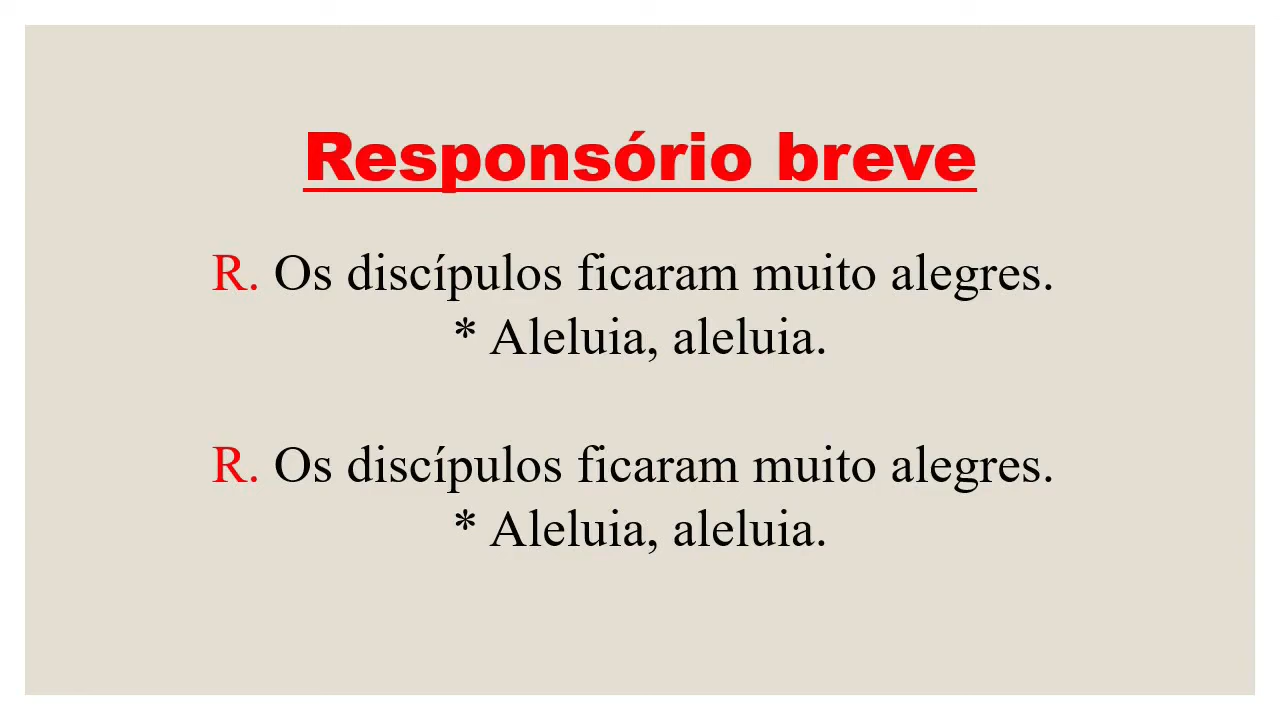 Responsório breve
R. Os discípulos ficaram muito alegres.
* Aleluia, aleluia.
R. Os discípulos ficaram muito alegres.
* Aleluia, aleluia.